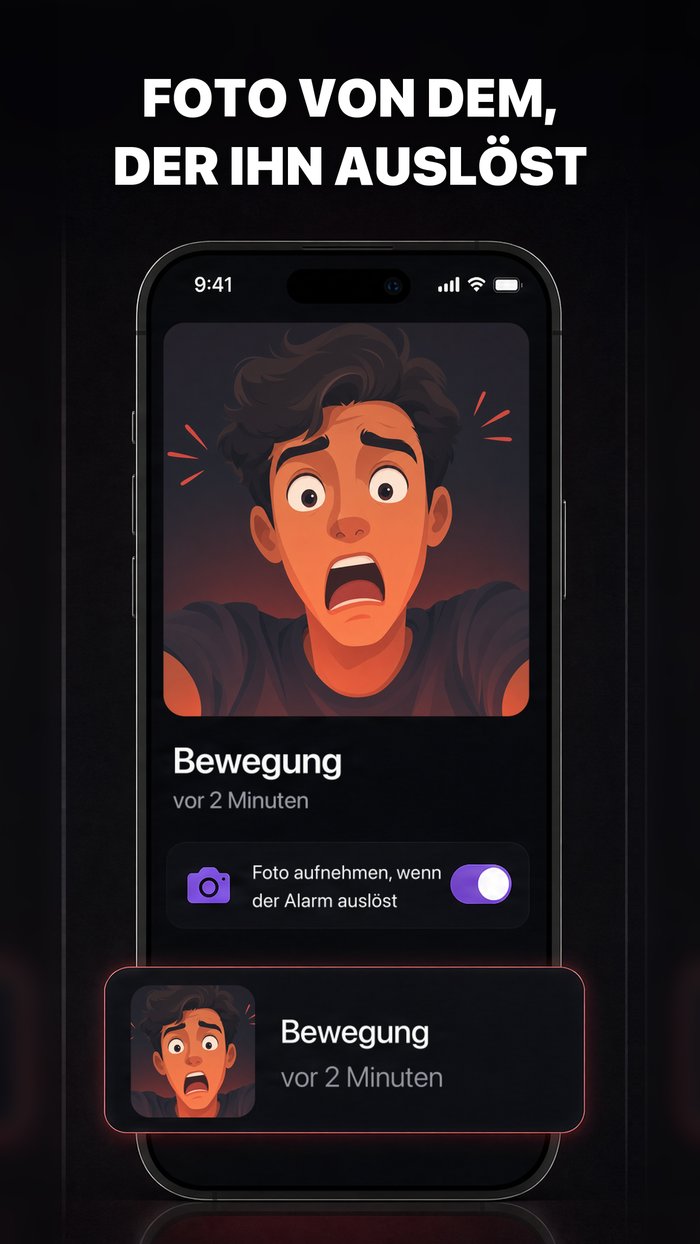 FOTO VON DEM,
DER IHN AUSLÖST
9:41
Bewegung
vor 2 Minuten
Foto aufnehmen, wenn
der Alarm auslöst
Bewegung
vor 2 Minuten